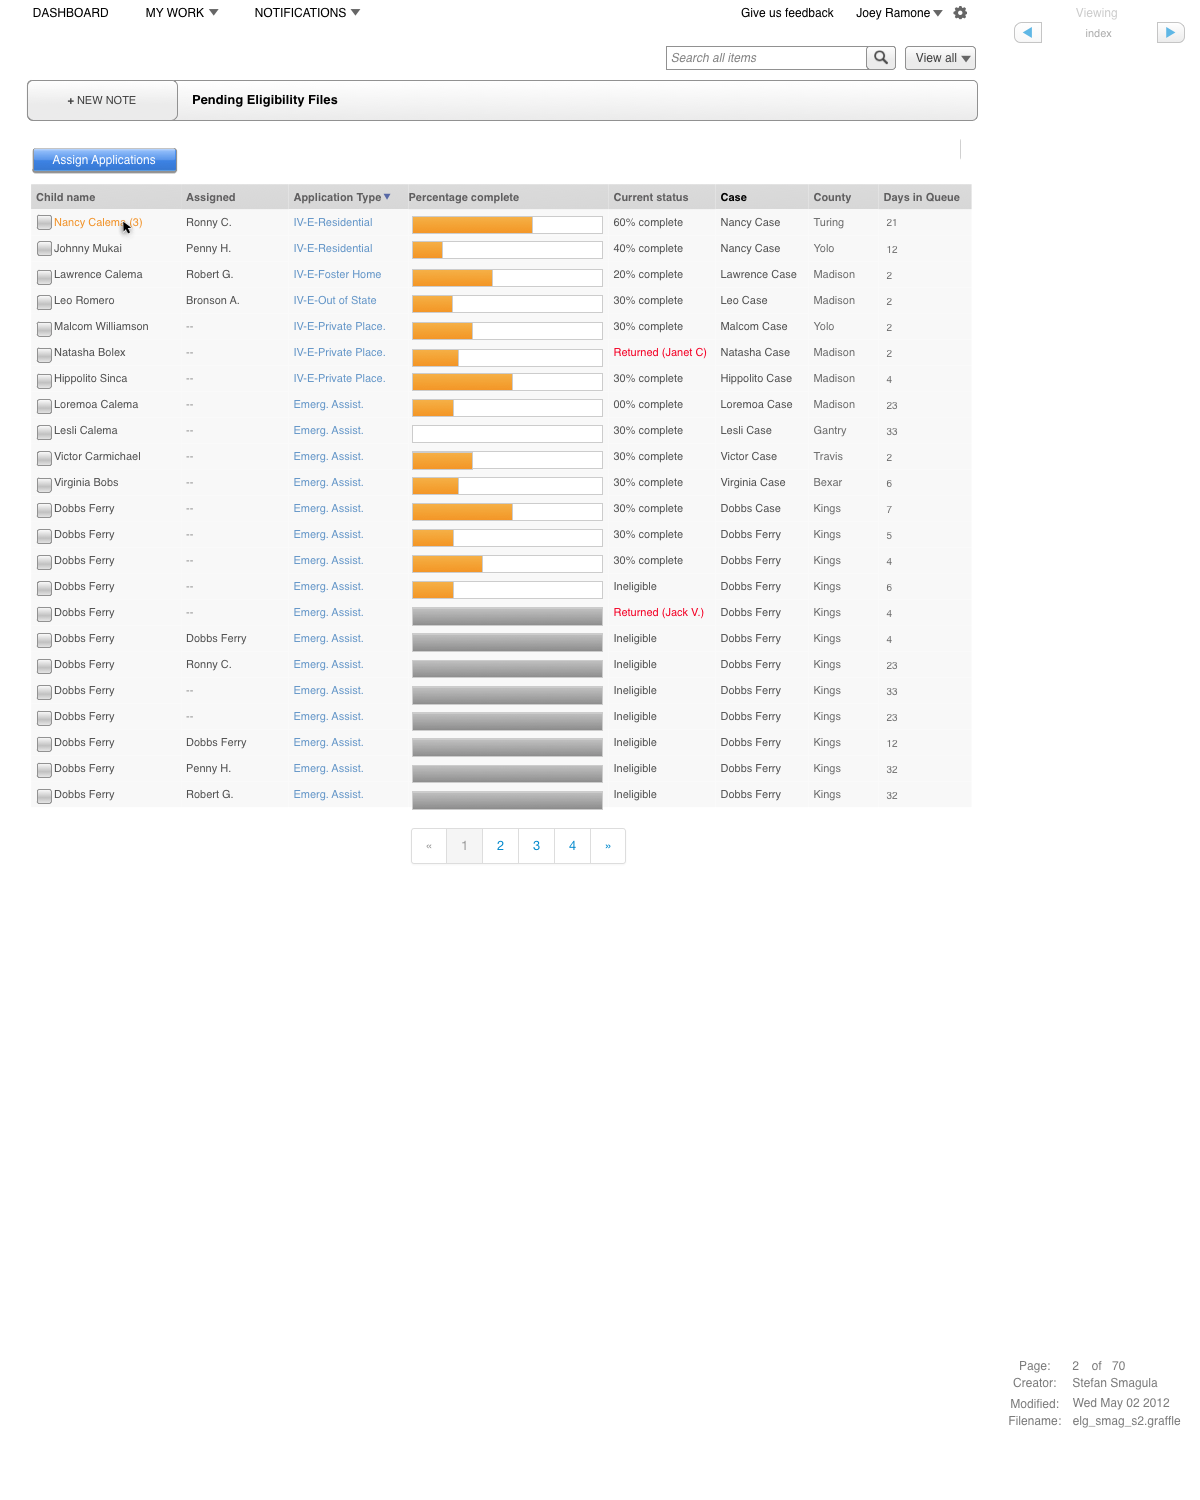 DASHBOARD MY WORK NOTIFICATIONS Give us feedback Joey Ramone Viewing
index
Search all items View all
+ NEW NOTE Pending Eligibility Files
Assign Applications
Child name Assigned Application Type Percentage complete Current status Case County Days in Queue
Nancy Calema (3) Ronny C. IV-E-Residential 60% complete Nancy Case Turing 21
Johnny Mukai Penny H. IV-E-Residential 40% complete Nancy Case Yolo 12
Lawrence Calema Robert G. IV-E-Foster Home 20% complete Lawrence Case Madison 2
Leo Romero Bronson A. IV-E-Out of State 30% complete Leo Case Madison 2
Malcom Williamson -- IV-E-Private Place. 30% complete Malcom Case Yolo 2
Natasha Bolex -- IV-E-Private Place. Returned (Janet C) Natasha Case Madison 2
Hippolito Sinca -- IV-E-Private Place. 30% complete Hippolito Case Madison 4
Loremoa Calema -- Emerg. Assist. 00% complete Loremoa Case Madison 23
Lesli Calema -- Emerg. Assist. 30% complete Lesli Case Gantry 33
Victor Carmichael -- Emerg. Assist. 30% complete Victor Case Travis 2
Virginia Bobs -- Emerg. Assist. 30% complete Virginia Case Bexar 6
Dobbs Ferry -- Emerg. Assist. 30% complete Dobbs Case Kings 7
Dobbs Ferry -- Emerg. Assist. 30% complete Dobbs Ferry Kings 5
Dobbs Ferry -- Emerg. Assist. 30% complete Dobbs Ferry Kings 4
Dobbs Ferry -- Emerg. Assist. Ineligible Dobbs Ferry Kings 6
Dobbs Ferry -- Emerg. Assist. Returned (Jack V.) Dobbs Ferry Kings 4
Dobbs Ferry Dobbs Ferry Emerg. Assist. Ineligible Dobbs Ferry Kings 4
Dobbs Ferry Ronny C. Emerg. Assist. Ineligible Dobbs Ferry Kings 23
Dobbs Ferry -- Emerg. Assist. Ineligible Dobbs Ferry Kings 33
Dobbs Ferry -- Emerg. Assist. Ineligible Dobbs Ferry Kings 23
Dobbs Ferry Dobbs Ferry Emerg. Assist. Ineligible Dobbs Ferry Kings 12
Dobbs Ferry Penny H. Emerg. Assist. Ineligible Dobbs Ferry Kings 32
Dobbs Ferry Robert G. Emerg. Assist. Ineligible Dobbs Ferry Kings 32
« 1 2 3 4 »
Page: 2 of 70
Creator: Stefan Smagula
Modified: Wed May 02 2012
Filename: elg_smag_s2.graffle